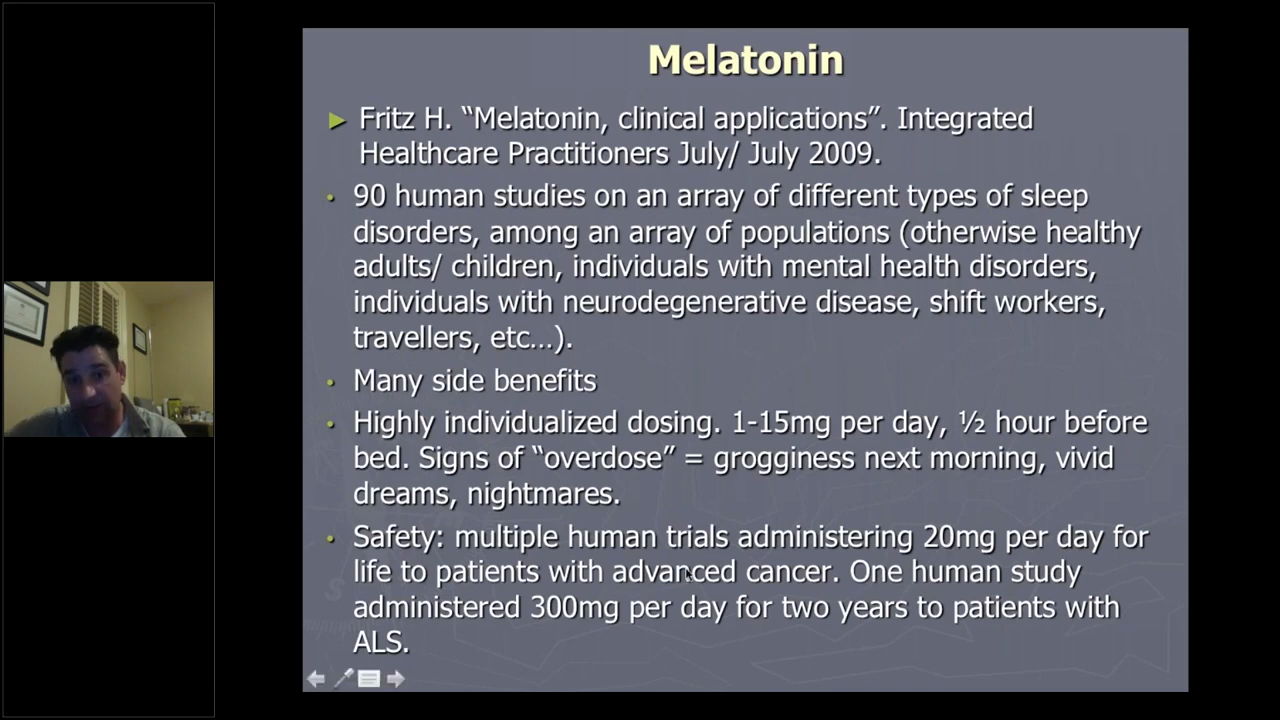 Melatonin
Fritz H. “Melatonin, clinical applications”. Integrated
Healthcare Practitioners July/ July 2009.
90 human studies on an array of different types of sleep
disorders, among an array of populations (otherwise healthy
adults/ children, individuals with mental health disorders,
individuals with neurodegenerative disease, shift workers,
travellers, etc…).
Many side benefits
Highly individualized dosing. 1-15mg per day, ½ hour before
bed. Signs of “overdose” = grogginess next morning, vivid
dreams, nightmares.
Safety: multiple human trials administering 20mg per day for
life to patients with advanced cancer. One human study
administered 300mg per day for two years to patients with
ALS.